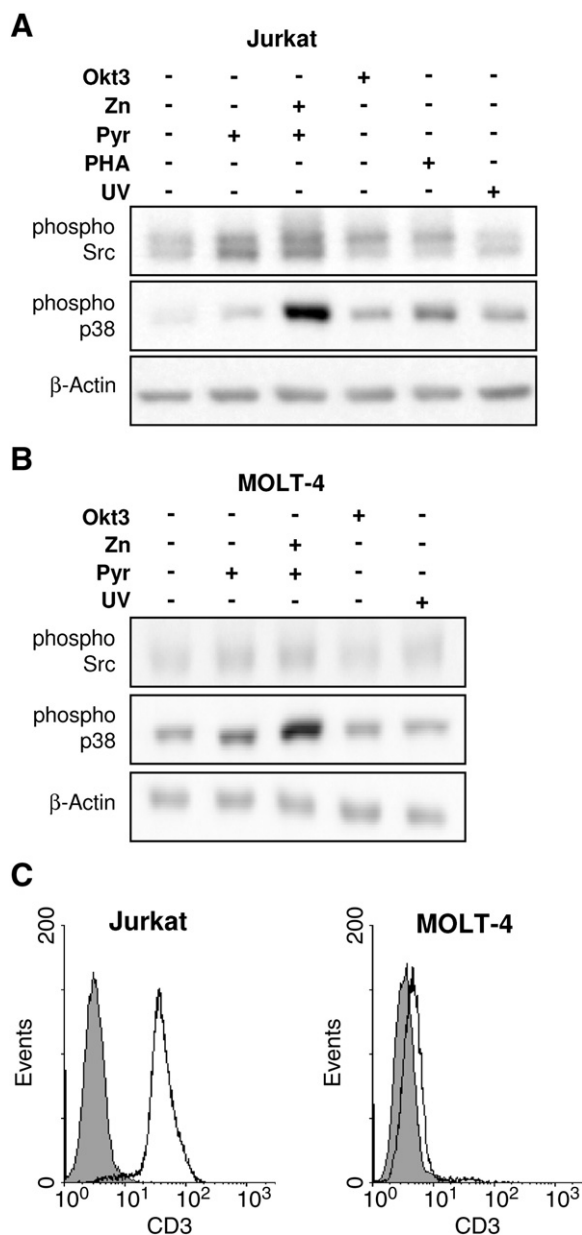 A
Jurkat
Okt3 - - - + - -
Zn - - + - - -
Pyr - + + - - -
PHA - - - - + -
UV - - - - - +
phospho
Src
phospho
p38
β-Actin
B
MOLT-4
Okt3 - - - + -
Zn - - + - -
Pyr - + + - -
UV - - - - +
phospho
Src
phospho
p38
β-Actin
C
Jurkat
200
Events
0
10⁰ 10¹ 10² 10³
CD3
MOLT-4
200
Events
0
10⁰ 10¹ 10² 10³
CD3